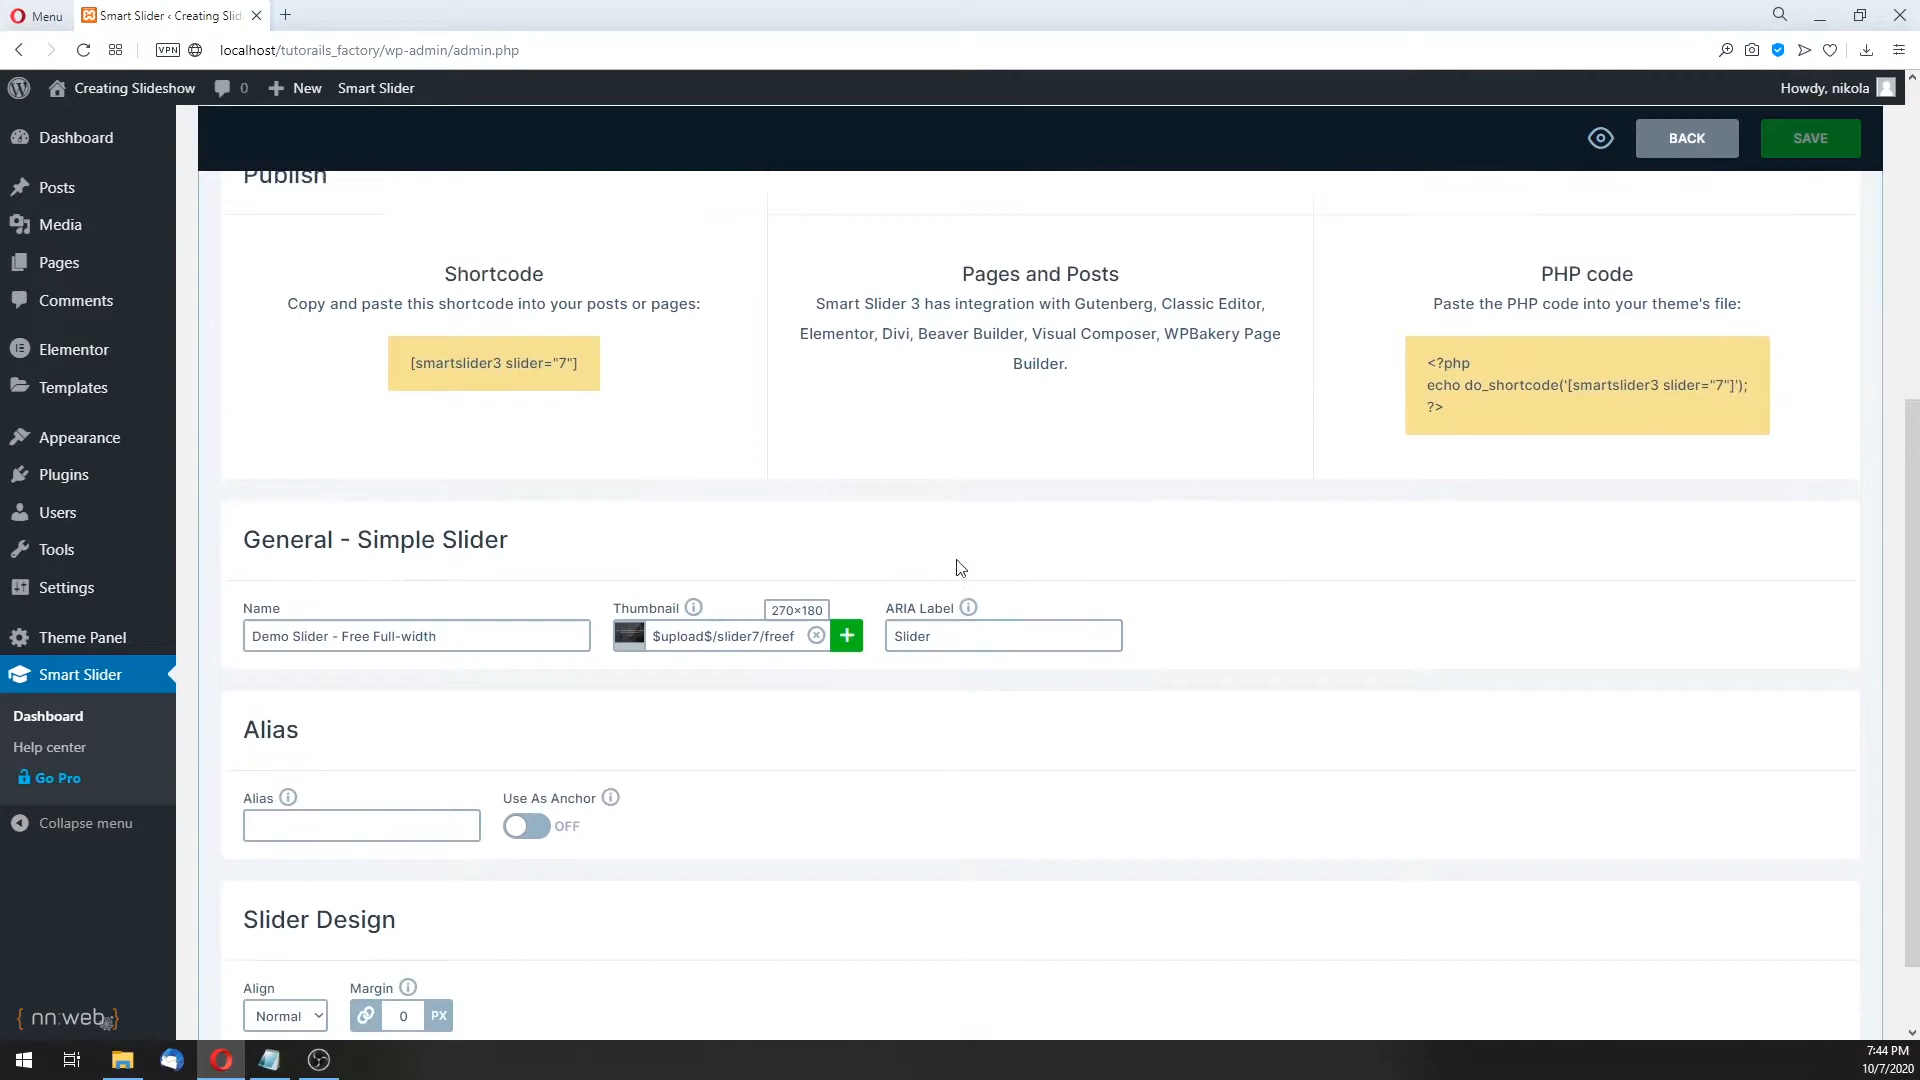 Menu
Smart Slider ‹ Creating Slid
VPN
localhost/tutorails_factory/wp-admin/admin.php
Creating Slideshow
0
New
Smart Slider
Howdy, nikola
Dashboard
Posts
Media
Pages
Comments
Elementor
Templates
Appearance
Plugins
Users
Tools
Settings
Theme Panel
Smart Slider
Dashboard
Help center
Go Pro
Collapse menu
{ nn:web }
BACK
SAVE
Publish
Shortcode
Copy and paste this shortcode into your posts or pages:
[smartslider3 slider="7"]
Pages and Posts
Smart Slider 3 has integration with Gutenberg, Classic Editor,
Elementor, Divi, Beaver Builder, Visual Composer, WPBakery Page
Builder.
PHP code
Paste the PHP code into your theme's file:
<?php
echo do_shortcode('[smartslider3 slider="7"]');
?>
General - Simple Slider
Name
Demo Slider - Free Full-width
Thumbnail
270×180
$upload$/slider7/freef
ARIA Label
Slider
Alias
Alias
Use As Anchor
OFF
Slider Design
Align
Normal
Margin
0
PX
7:44 PM
10/7/2020